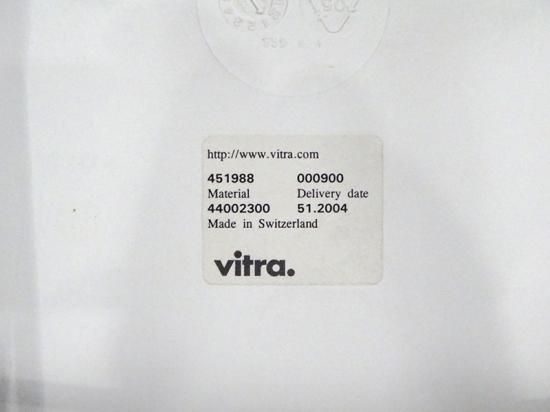 http://www.vitra.com
451988 000900
Material Delivery date
44002300 51.2004
Made in Switzerland
vitra.